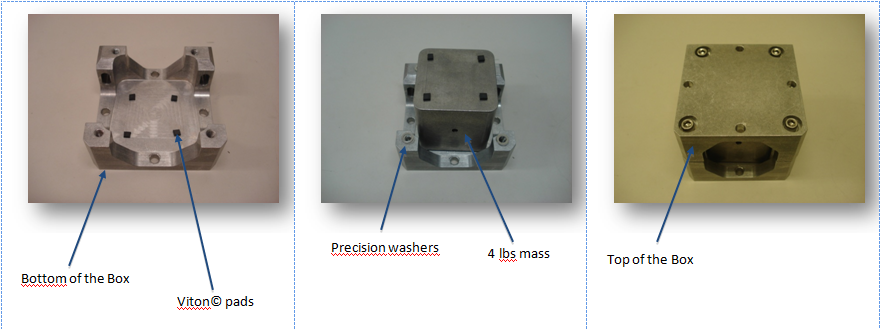 Bottom of the Box
Viton© pads
Precision washers
4 lbs mass
Top of the Box